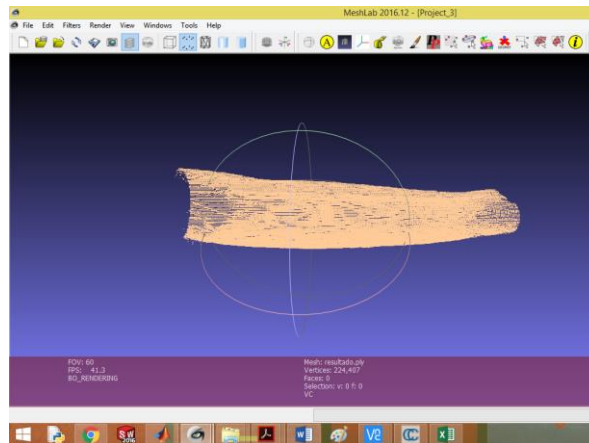 MeshLab 2016.12 - [Project_3]
File Edit Filters Render View Windows Tools Help
FOV: 60
FPS: 41.3
BO_RENDERING
Mesh: resultado.ply
Vertices: 224,407
Faces: 0
Selection: v: 0 f: 0
VC